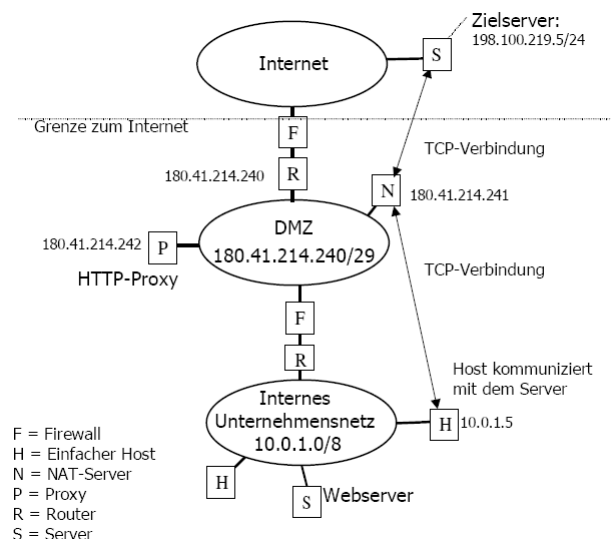 Zielserver:
198.100.219.5/24
S
Internet
Grenze zum Internet
F
TCP-Verbindung
180.41.214.240
R
N
180.41.214.241
DMZ
180.41.214.240/29
180.41.214.242
P
HTTP-Proxy
TCP-Verbindung
F
R
Host kommuniziert
mit dem Server
Internes
Unternehmensnetz
10.0.1.0/8
H
10.0.1.5
H
S
Webserver
F = Firewall
H = Einfacher Host
N = NAT-Server
P = Proxy
R = Router
S = Server